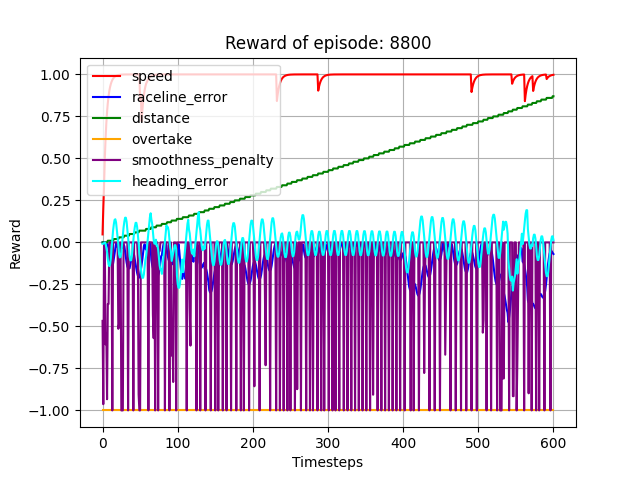 Reward of episode: 8800
1.00
0.75
0.50
0.25
0.00
−0.25
−0.50
−0.75
−1.00
Reward
speed
raceline_error
distance
overtake
smoothness_penalty
heading_error
0 100 200 300 400 500 600
Timesteps